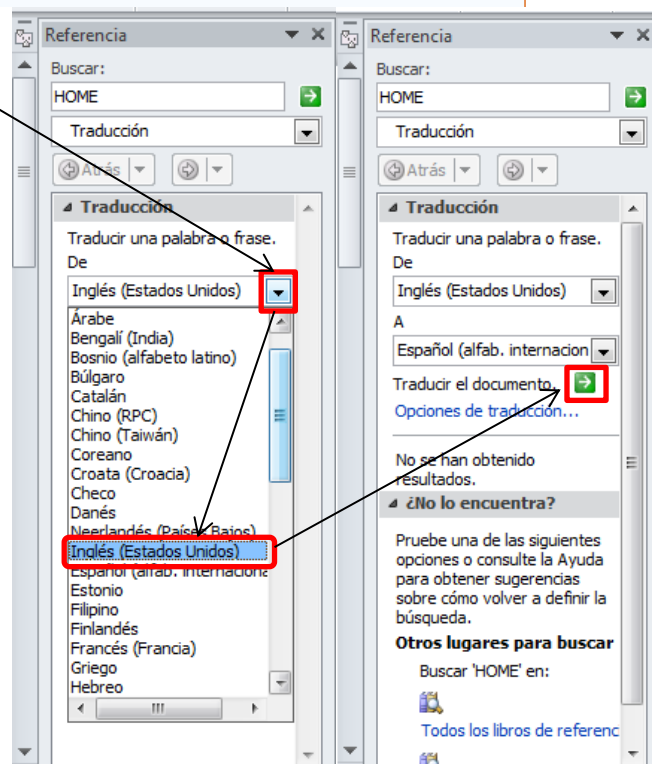 Referencia
Buscar:
HOME
Traducción
Atrás
Traducción
Traducir una palabra o frase.
De
Inglés (Estados Unidos)
Árabe
Bengalí (India)
Bosnio (alfabeto latino)
Búlgaro
Catalán
Chino (RPC)
Chino (Taiwán)
Coreano
Croata (Croacia)
Checo
Danés
Neerlandés (Países Bajos)
Inglés (Estados Unidos)
Español (alfab. internaciona
Estonio
Filipino
Finlandés
Francés (Francia)
Griego
Hebreo
Referencia
Buscar:
HOME
Traducción
Atrás
Traducción
Traducir una palabra o frase.
De
Inglés (Estados Unidos)
A
Español (alfab. internacion
Traducir el documento.
Opciones de traducción...
No se han obtenido
resultados.
¿No lo encuentra?
Pruebe una de las siguientes
opciones o consulte la Ayuda
para obtener sugerencias
sobre cómo volver a definir la
búsqueda.
Otros lugares para buscar
Buscar 'HOME' en:
Todos los libros de referenc